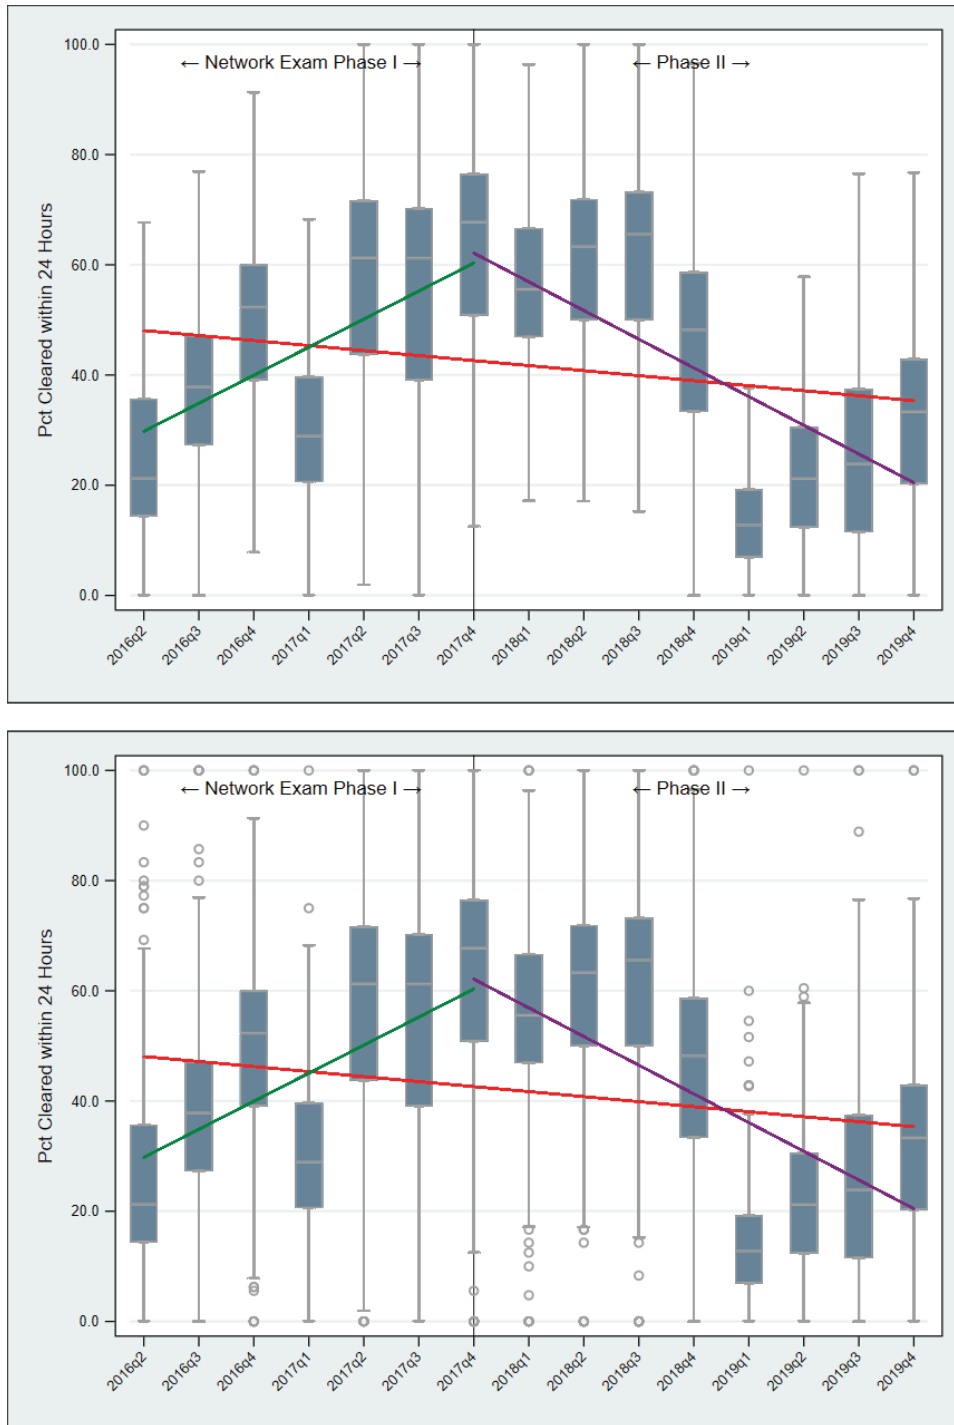 100.0
← Network Exam Phase I →
← Phase II →
80.0
60.0
40.0
20.0
0.0
Pct Cleared within 24 Hours
2016q2
2016q3
2016q4
2017q1
2017q2
2017q3
2017q4
2018q1
2018q2
2018q3
2018q4
2019q1
2019q2
2019q3
2019q4
100.0
← Network Exam Phase I →
← Phase II →
80.0
60.0
40.0
20.0
0.0
Pct Cleared within 24 Hours
2016q2
2016q3
2016q4
2017q1
2017q2
2017q3
2017q4
2018q1
2018q2
2018q3
2018q4
2019q1
2019q2
2019q3
2019q4